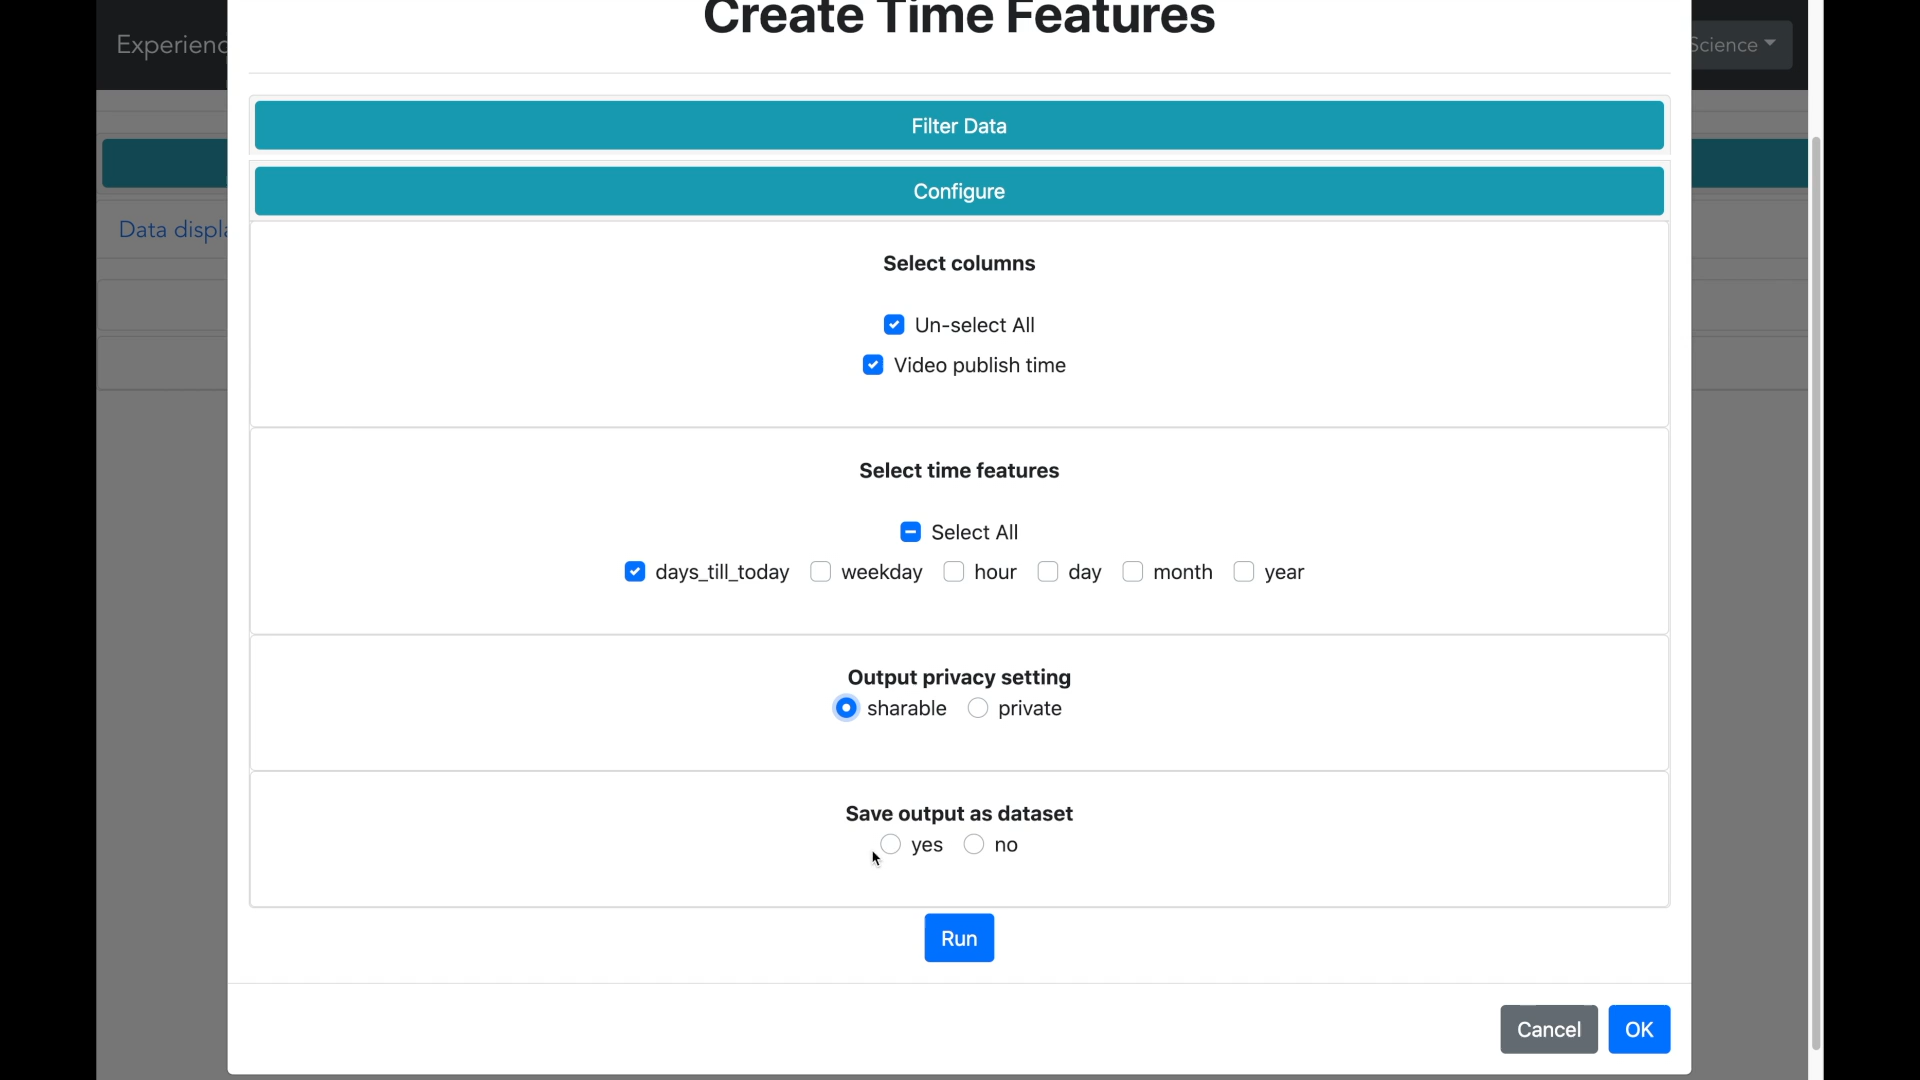 Create Time Features
Experienc
Science
Filter Data
Configure
Data displa
Select columns
Un-select All
Video publish time
Select time features
Select All
days_till_today weekday hour day month year
Output privacy setting
sharable private
Save output as dataset
yes no
Run
Cancel OK